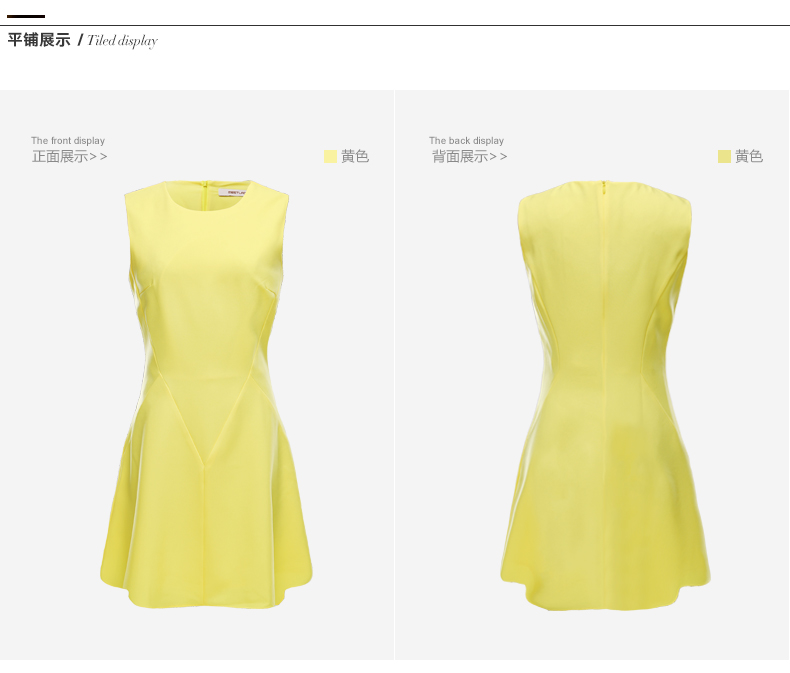 平铺展示 / Tiled display
The front display
正面展示>>
黄色
The back display
背面展示>>
黄色